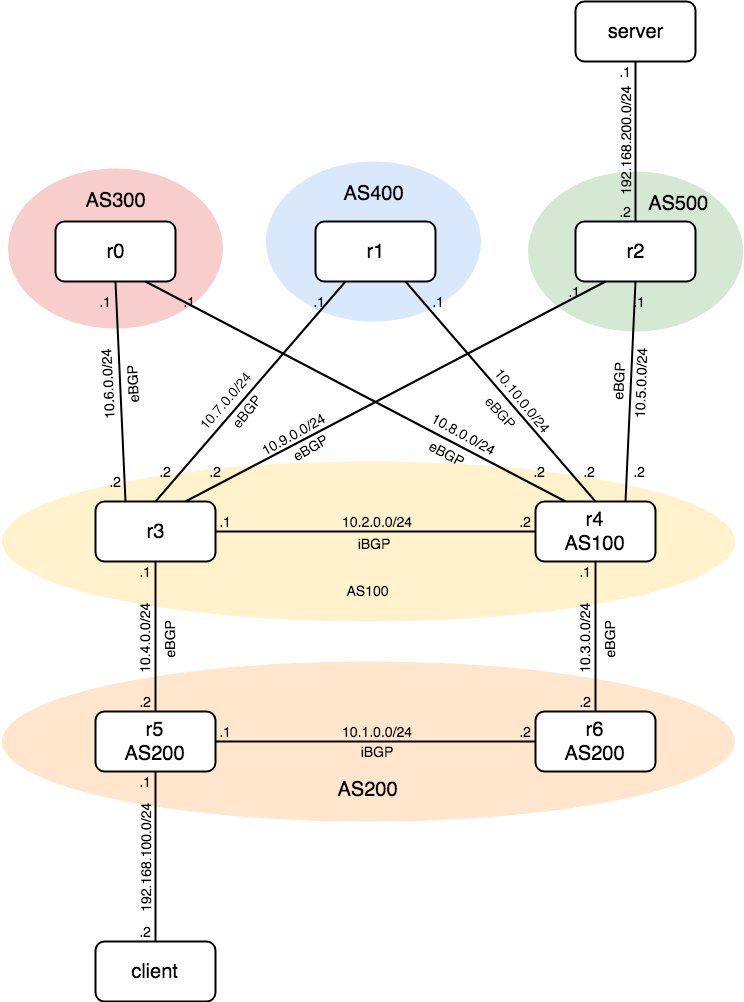 server
.1
192.168.200.0/24
.2
AS300
AS400
AS500
r0
r1
r2
.1
.1
.1
.1
.1
.1
10.6.0.0/24
eBGP
10.7.0.0/24
eBGP
10.9.0.0/24
eBGP
10.8.0.0/24
eBGP
10.10.0.0/24
eBGP
eBGP
10.5.0.0/24
.2
.2
.2
.2
.2
.2
r3
.1
10.2.0.0/24
iBGP
.2
r4
AS100
.1
AS100
.1
10.4.0.0/24
eBGP
10.3.0.0/24
eBGP
.2
.2
r5
AS200
.1
10.1.0.0/24
iBGP
.2
r6
AS200
.1
AS200
192.168.100.0/24
.2
client